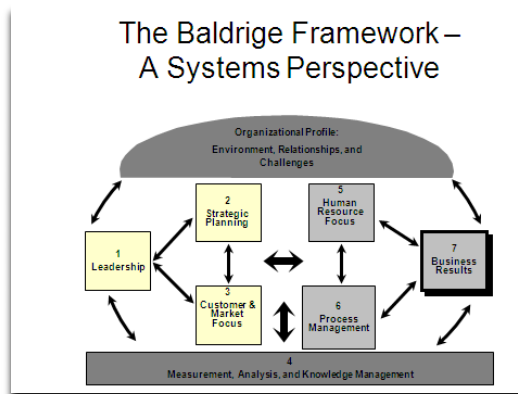 The Baldrige Framework –
A Systems Perspective
Organizational Profile:
Environment, Relationships, and
Challenges
2
Strategic
Planning
5
Human
Resource
Focus
1
Leadership
7
Business
Results
3
Customer &
Market
Focus
6
Process
Management
4
Measurement, Analysis, and Knowledge Management